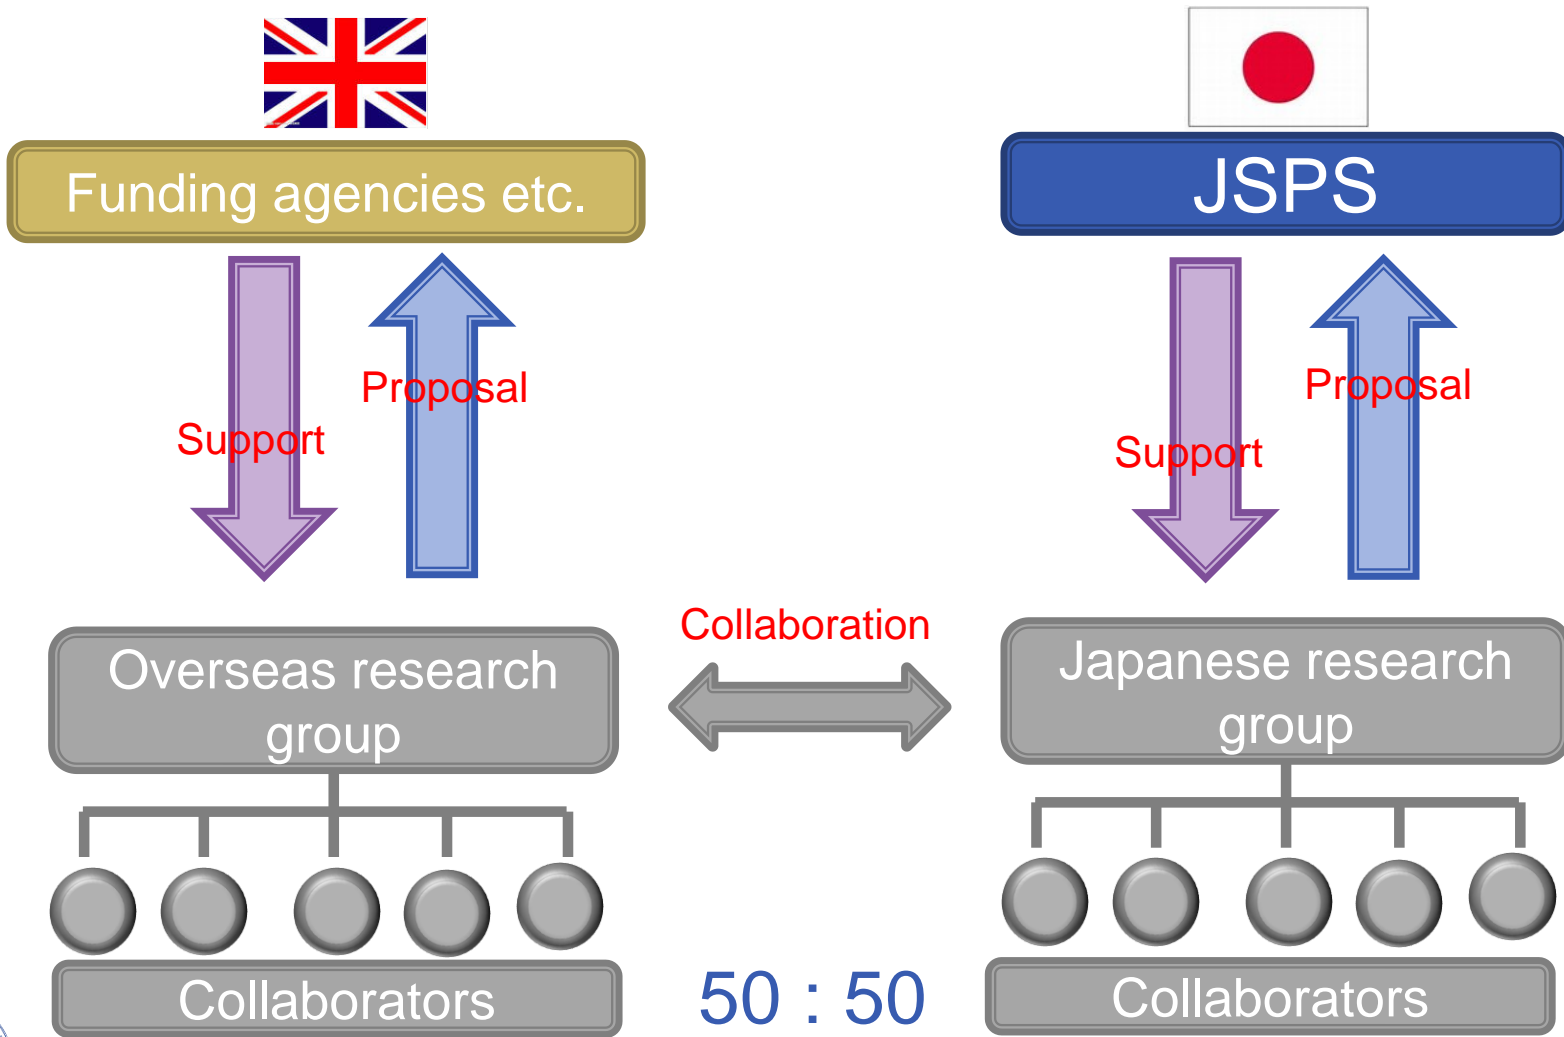 Funding agencies etc.
JSPS
Proposal
Support
Proposal
Support
Collaboration
Overseas research
group
Japanese research
group
Collaborators
50 : 50
Collaborators